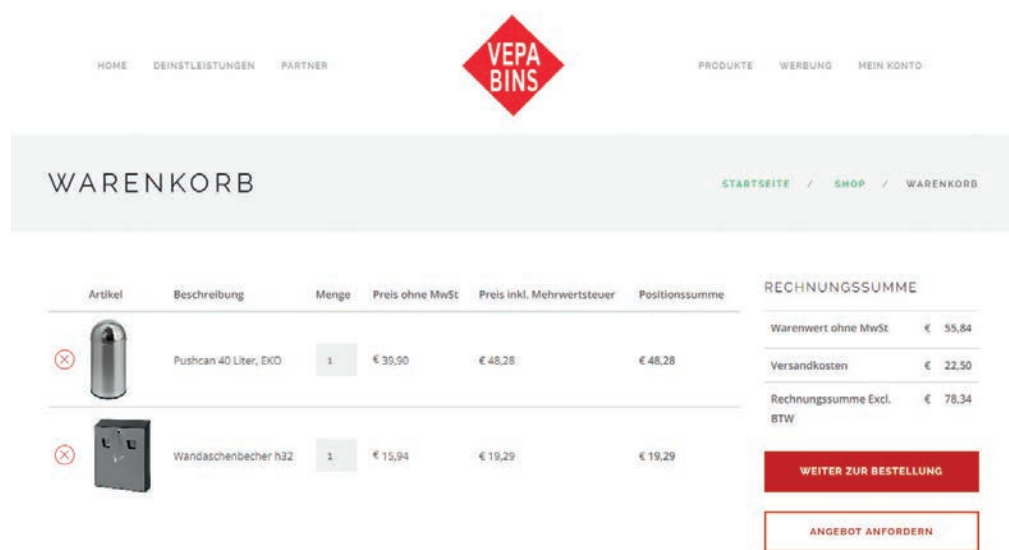 HOME DEINSTLEISTUNGEN PARTNER
VEPA
BINS
PRODUKTE WERBUNG MEIN KONTO
WARENKORB
STARTSEITE / SHOP / WARENKORB
Artikel Beschreibung Menge Preis ohne MwSt Preis inkl. Mehrwertsteuer Positionssumme
Pushcan 40 Liter, EKO 1 € 39,90 € 48,28 € 48,28
Wandaschenbecher h32 1 € 15,94 € 19,29 € 19,29
RECHNUNGSSUMME
Warenwert ohne MwSt € 55,84
Versandkosten € 22,50
Rechnungssumme Excl. € 78,34
BTW
WEITER ZUR BESTELLUNG
ANGEBOT ANFORDERN